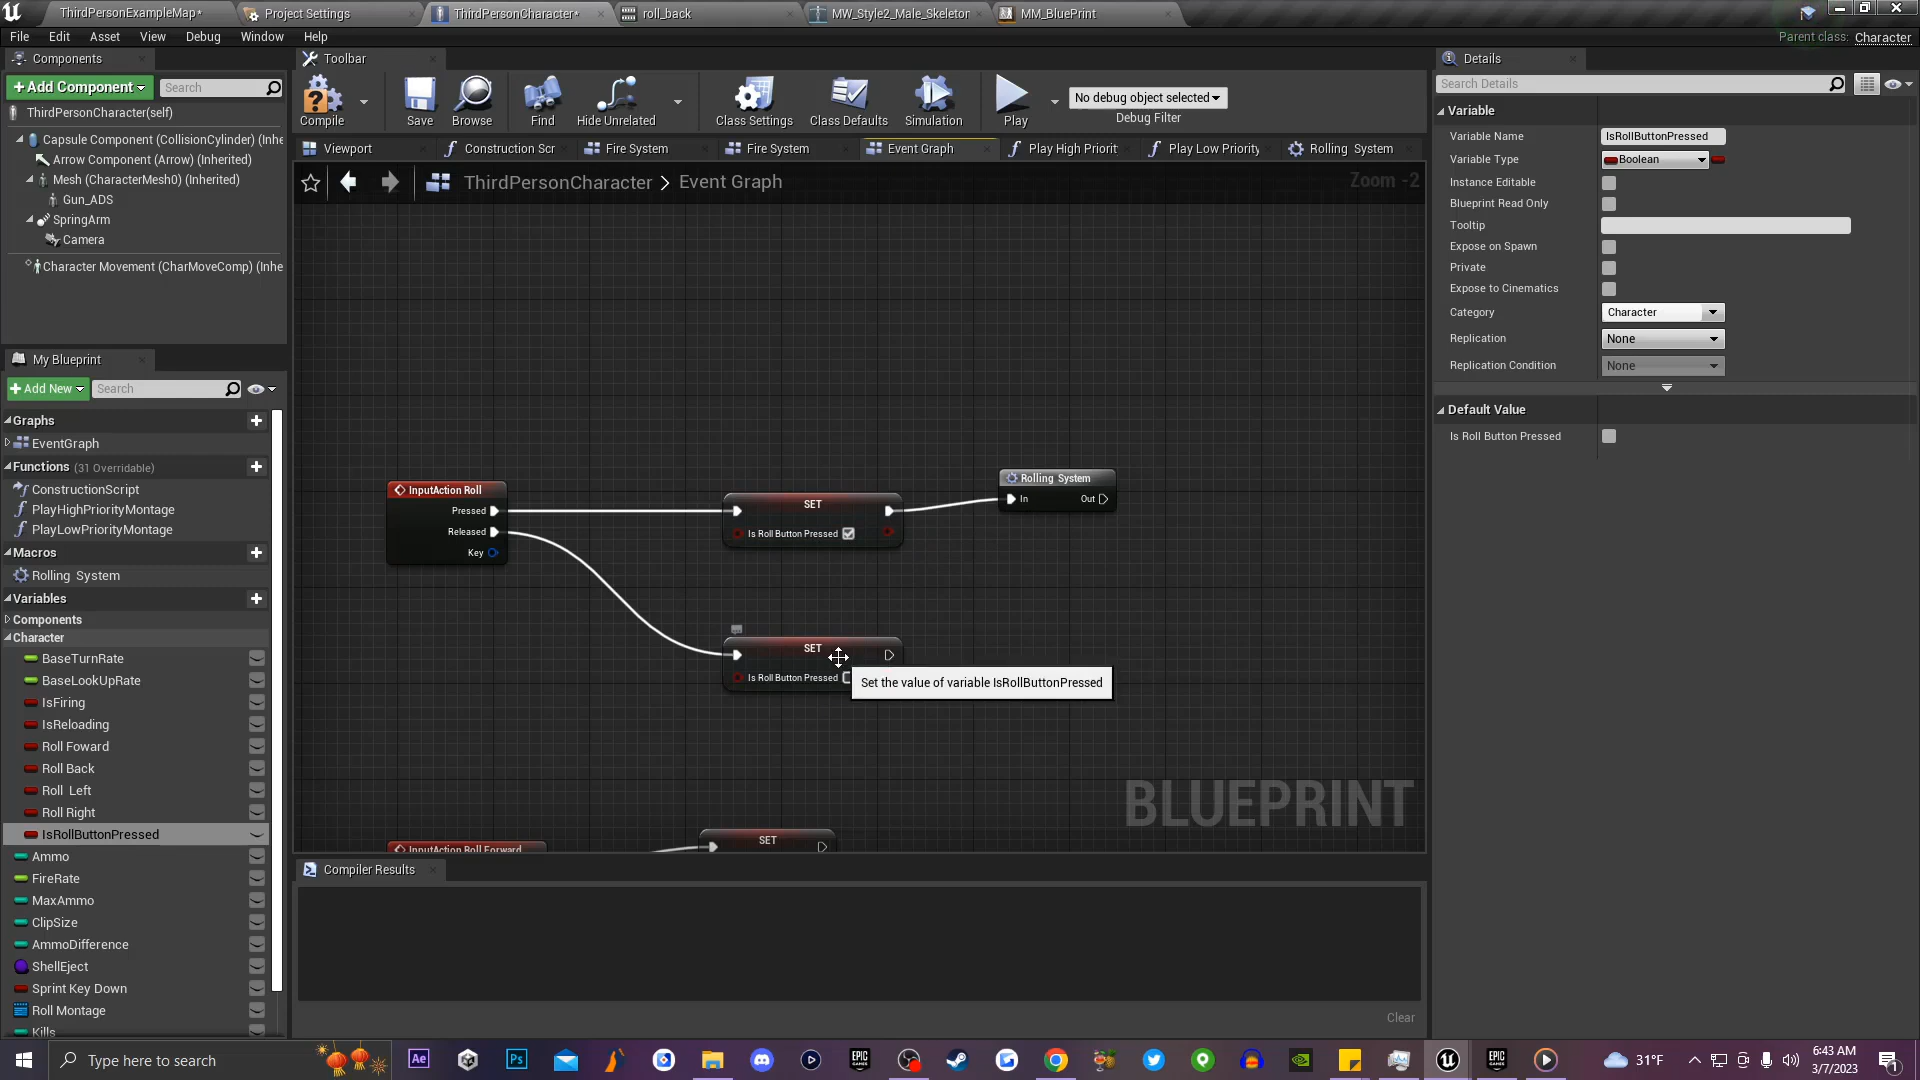 ThirdPersonExampleMap*
Project Settings
ThirdPersonCharacter*
roll_back
MW_Style2_Male_Skeleton
MM_BluePrint
File Edit Asset View Debug Window Help
Parent class: Character
Components
Toolbar
Details
+Add Component
Search
Search Details
ThirdPersonCharacter(self)
Capsule Component (CollisionCylinder) (Inhe
Arrow Component (Arrow) (Inherited)
Mesh (CharacterMesh0) (Inherited)
Gun_ADS
SpringArm
Camera
Character Movement (CharMoveComp) (Inhe
Compile
Save
Browse
Find
Hide Unrelated
Class Settings
Class Defaults
Simulation
Play
No debug object selected
Debug Filter
Viewport
Construction Scr
Fire System
Fire System
Event Graph
Play High Priorit
Play Low Priority
Rolling System
ThirdPersonCharacter > Event Graph
Zoom -2
Variable
Variable Name IsRollButtonPressed
Variable Type Boolean
Instance Editable
Blueprint Read Only
Tooltip
Expose on Spawn
Private
Expose to Cinematics
Category Character
Replication None
Replication Condition None
Default Value
Is Roll Button Pressed
My Blueprint
+Add New
Search
Graphs
EventGraph
Functions (31 Overridable)
ConstructionScript
PlayHighPriorityMontage
PlayLowPriorityMontage
Macros
Rolling System
Variables
Components
Character
BaseTurnRate
BaseLookUpRate
IsFiring
IsReloading
Roll Foward
Roll Back
Roll Left
Roll Right
IsRollButtonPressed
Ammo
FireRate
MaxAmmo
ClipSize
AmmoDifference
ShellEject
Sprint Key Down
Roll Montage
Kills
InputAction Roll
Pressed
Released
Key
SET
Is Roll Button Pressed
Rolling System
In Out
SET
Is Roll Button Pressed
Set the value of variable IsRollButtonPressed
BLUEPRINT
InputAction Roll Forward
SET
Compiler Results
Clear
Type here to search
Ae
Ps
EPIC GAMES
EPIC GAMES
31°F
6:43 AM
3/7/2023
1